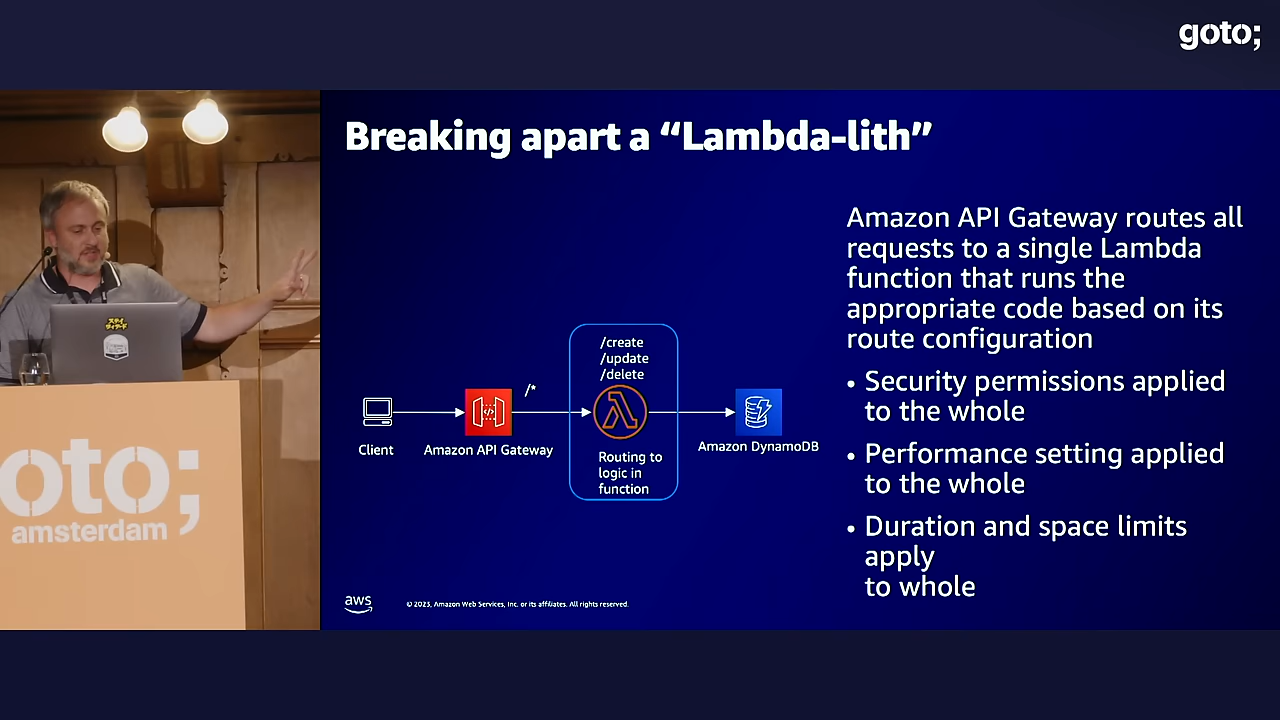 goto;
Breaking apart a “Lambda-lith”
Amazon API Gateway routes all
requests to a single Lambda
function that runs the
appropriate code based on its
route configuration
• Security permissions applied
to the whole
• Performance setting applied
to the whole
• Duration and space limits
apply
to whole
/create
/update
/delete
/*
Client
Amazon API Gateway
Routing to
logic in
function
Amazon DynamoDB
aws
© 2023, Amazon Web Services, Inc. or its affiliates. All rights reserved.
oto;
amsterdam